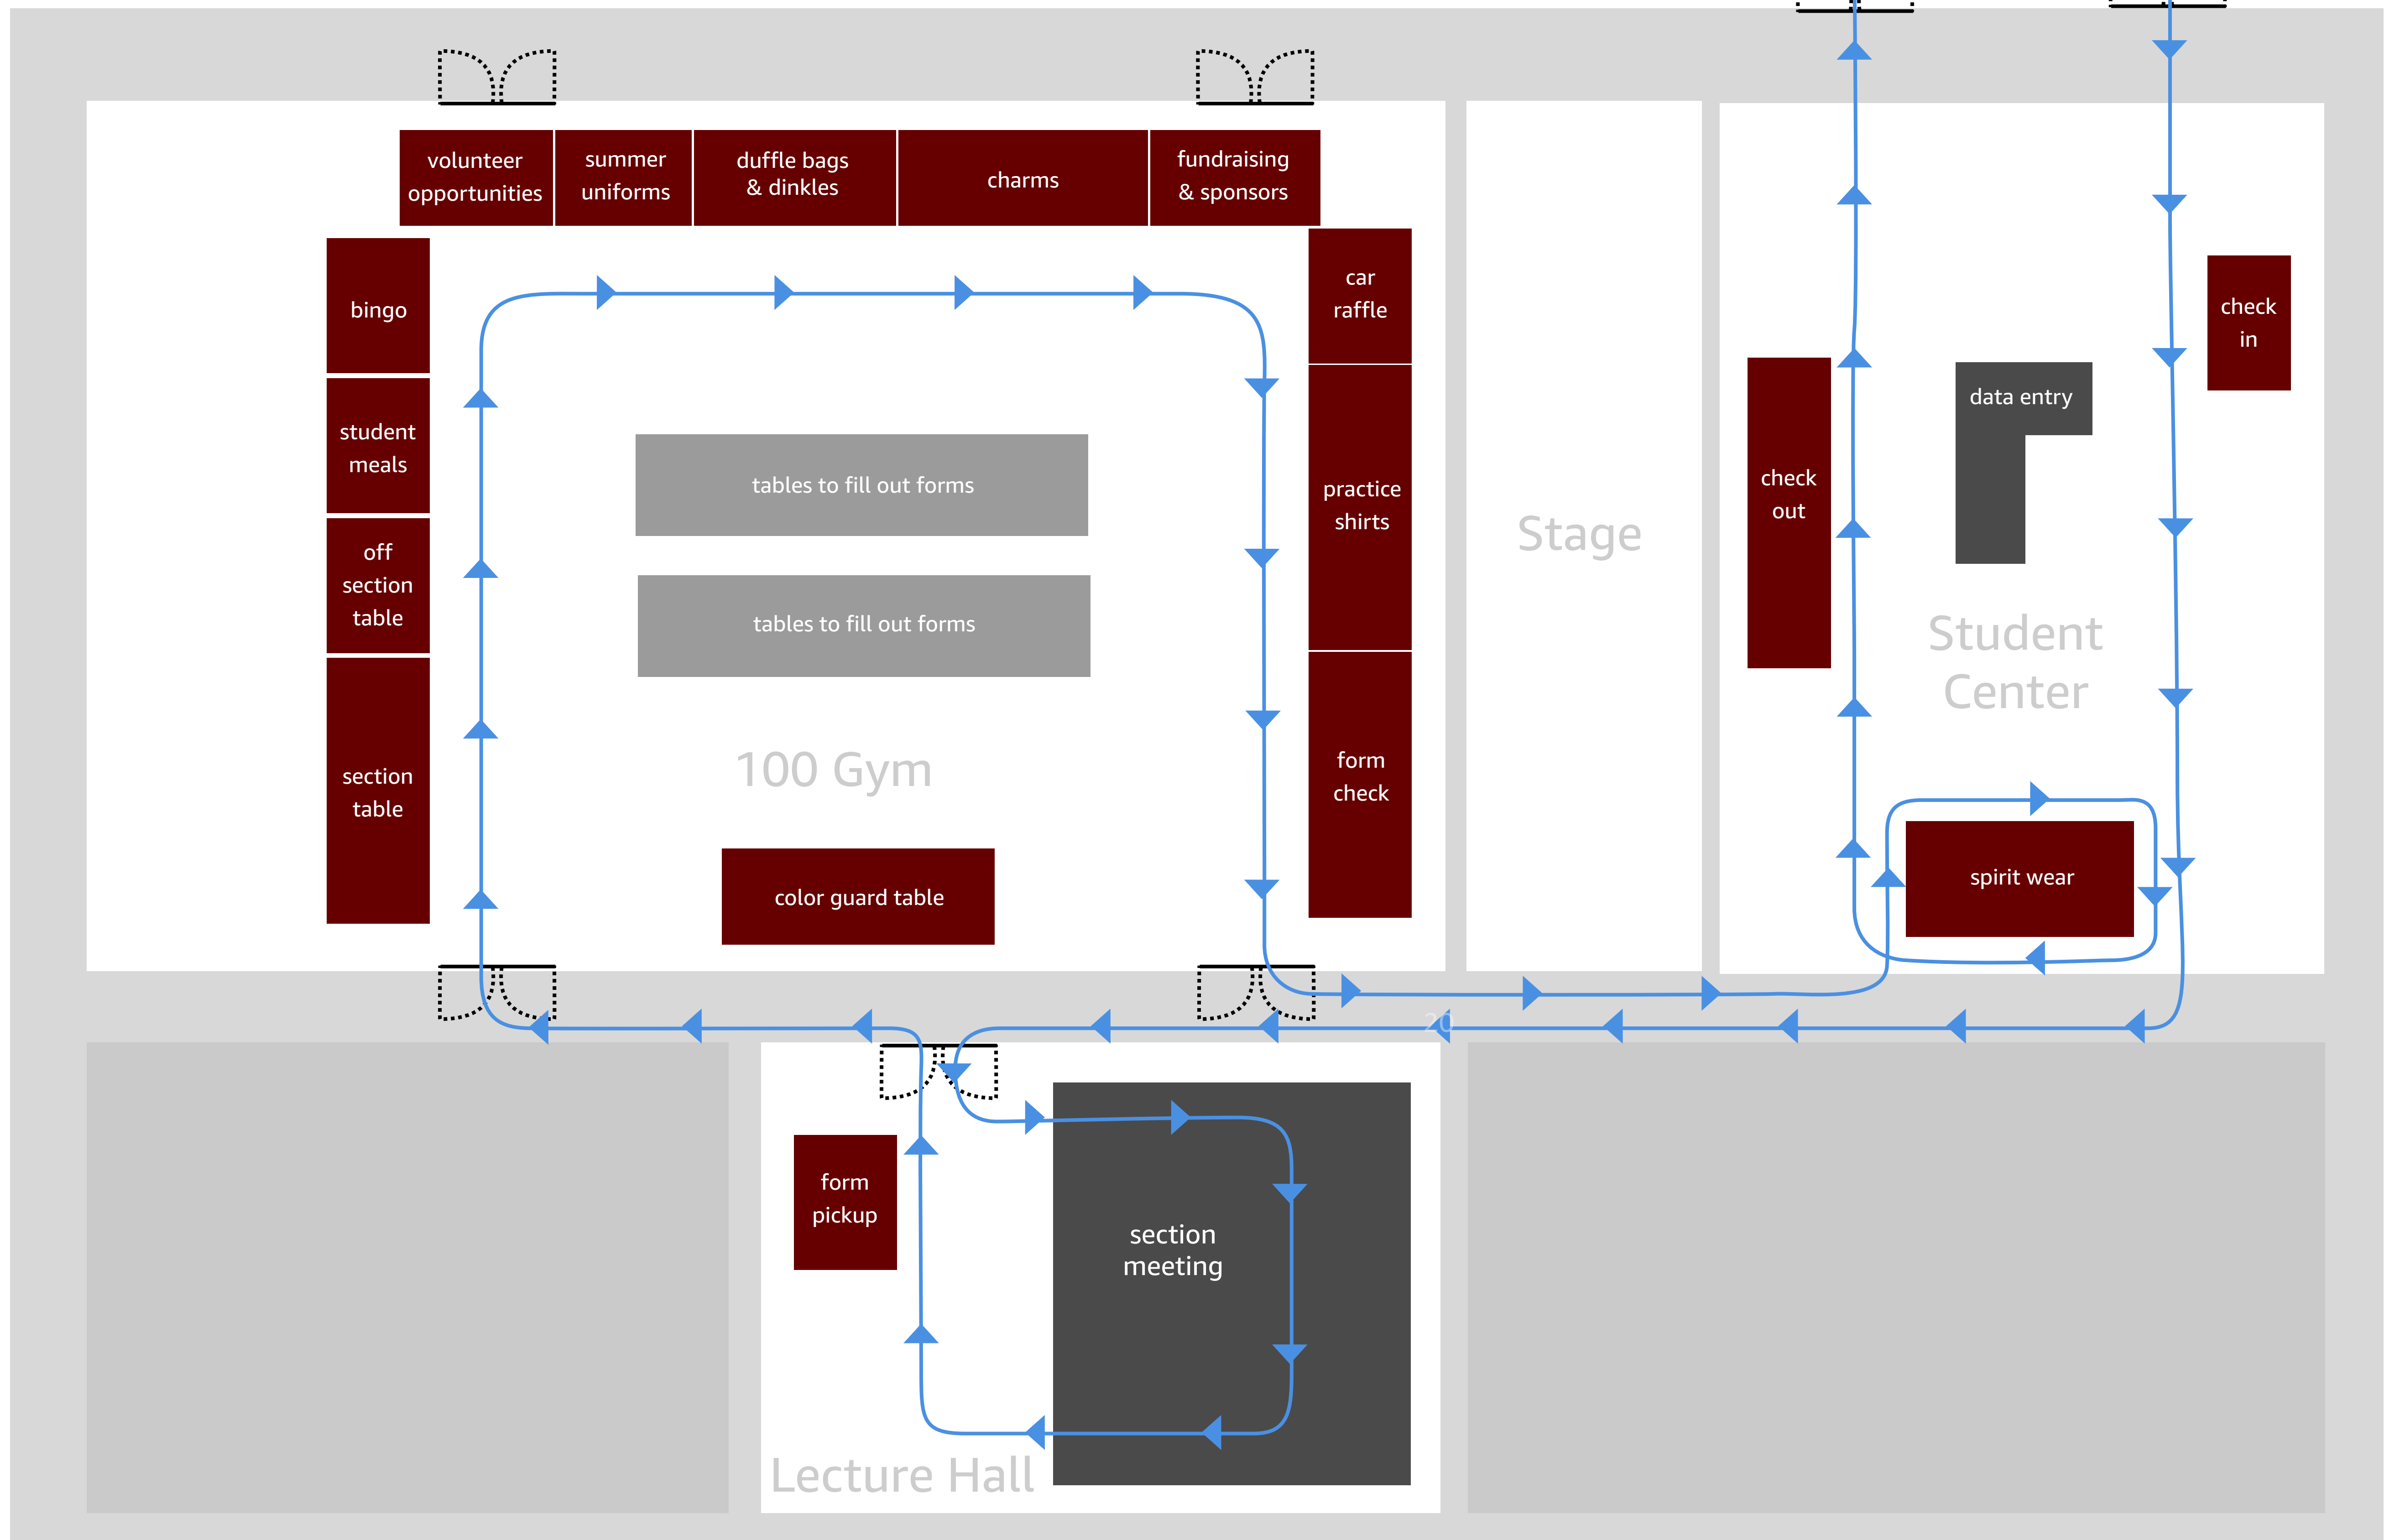 volunteer
opportunities
summer
uniforms
duffle bags
& dinkles
charms
fundraising
& sponsors
bingo
student
meals
off
section
table
section
table
tables to fill out forms
tables to fill out forms
100 Gym
color guard table
car
raffle
practice
shirts
form
check
Stage
check
out
data entry
check
in
Student
Center
spirit wear
20
form
pickup
section
meeting
Lecture Hall